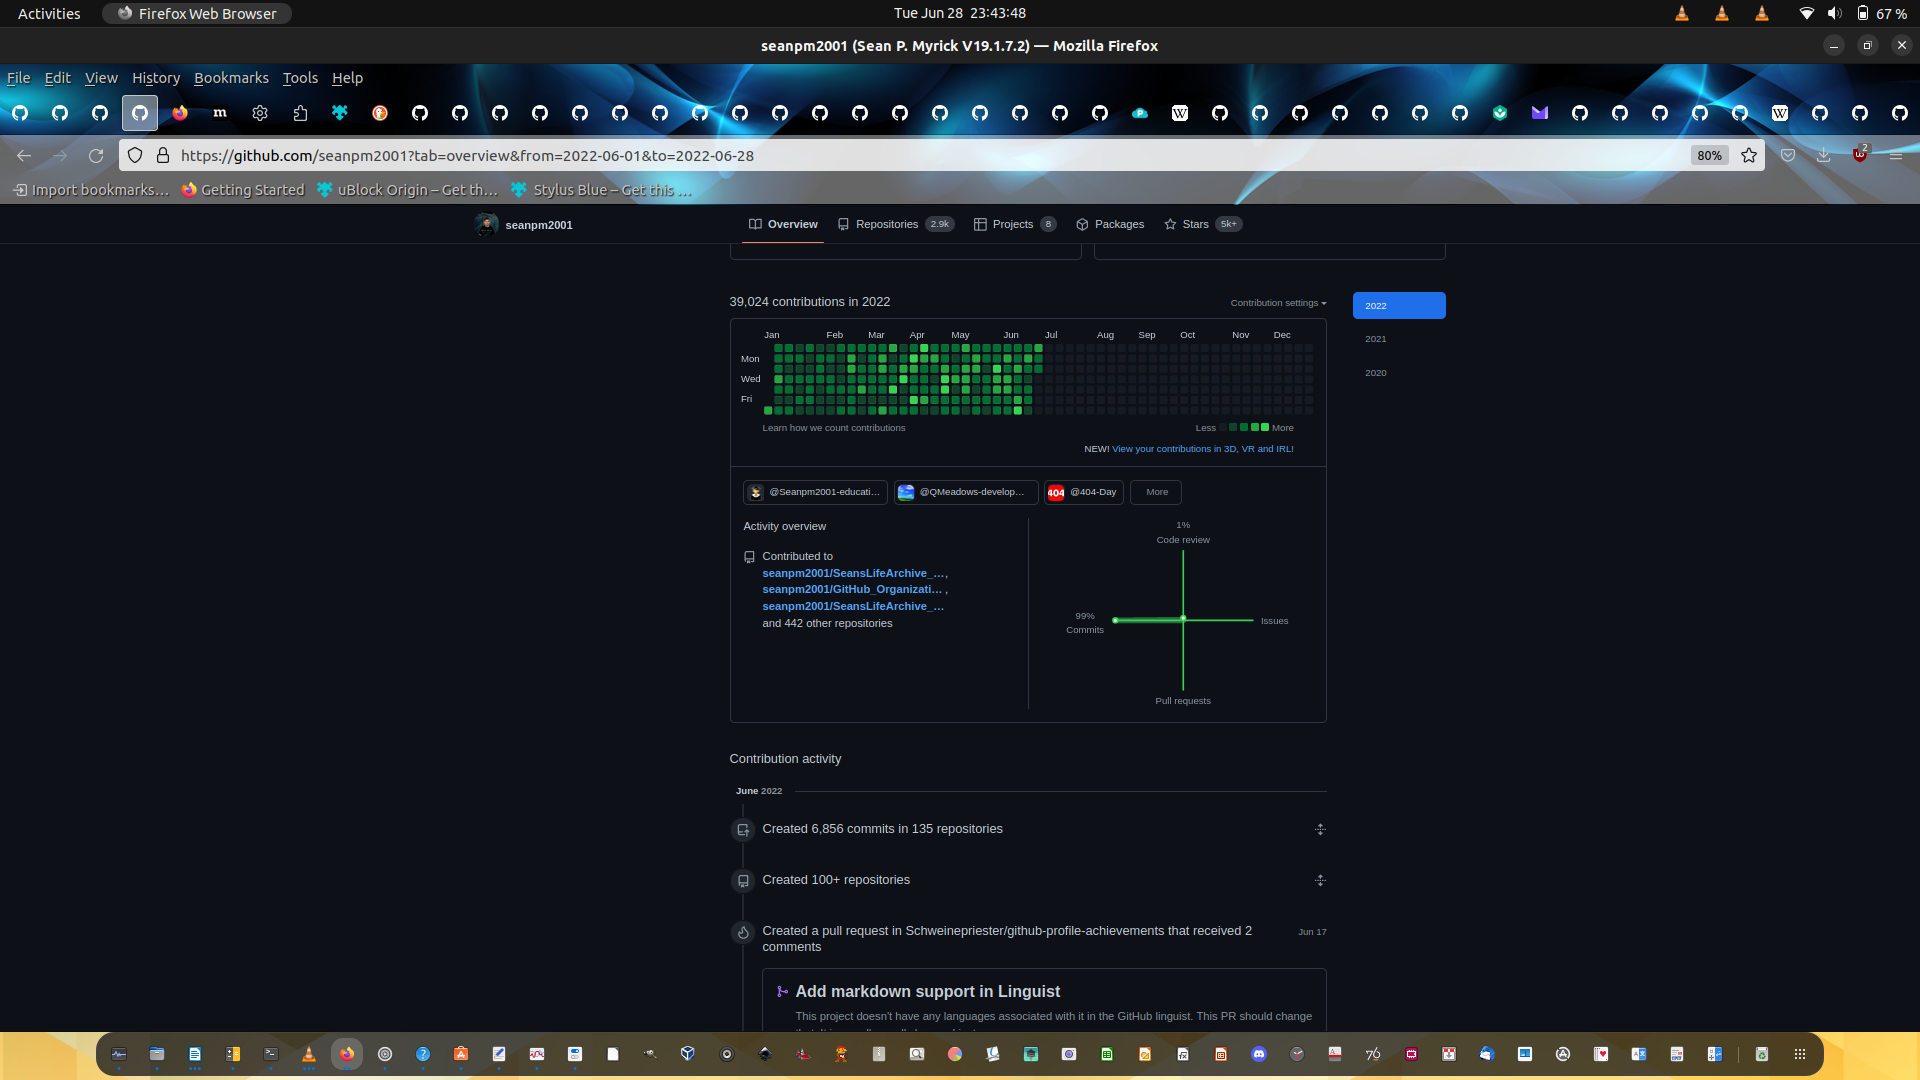 Activities
Firefox Web Browser
Tue Jun 28 23:43:48
67 %
seanpm2001 (Sean P. Myrick V19.1.7.2) — Mozilla Firefox
File Edit View History Bookmarks Tools Help
https://github.com/seanpm2001?tab=overview&from=2022-06-01&to=2022-06-28
80%
2
Import bookmarks…
Getting Started
uBlock Origin – Get th…
Stylus Blue – Get this …
seanpm2001
Overview
Repositories 2.9k
Projects 8
Packages
Stars 5k+
39,024 contributions in 2022
Contribution settings
2022
2021
2020
Jan Feb Mar Apr May Jun Jul Aug Sep Oct Nov Dec
Mon
Wed
Fri
Learn how we count contributions
Less
More
NEW! View your contributions in 3D, VR and IRL!
@Seanpm2001-educati…
@QMeadows-develop…
404 @404-Day
More
Activity overview
Contributed to
seanpm2001/SeansLifeArchive_…,
seanpm2001/GitHub_Organizati… ,
seanpm2001/SeansLifeArchive_…
and 442 other repositories
1%
Code review
99%
Commits
Issues
Pull requests
Contribution activity
June 2022
Created 6,856 commits in 135 repositories
Created 100+ repositories
Created a pull request in Schweinepriester/github-profile-achievements that received 2
comments
Jun 17
Add markdown support in Linguist
This project doesn't have any languages associated with it in the GitHub linguist. This PR should change